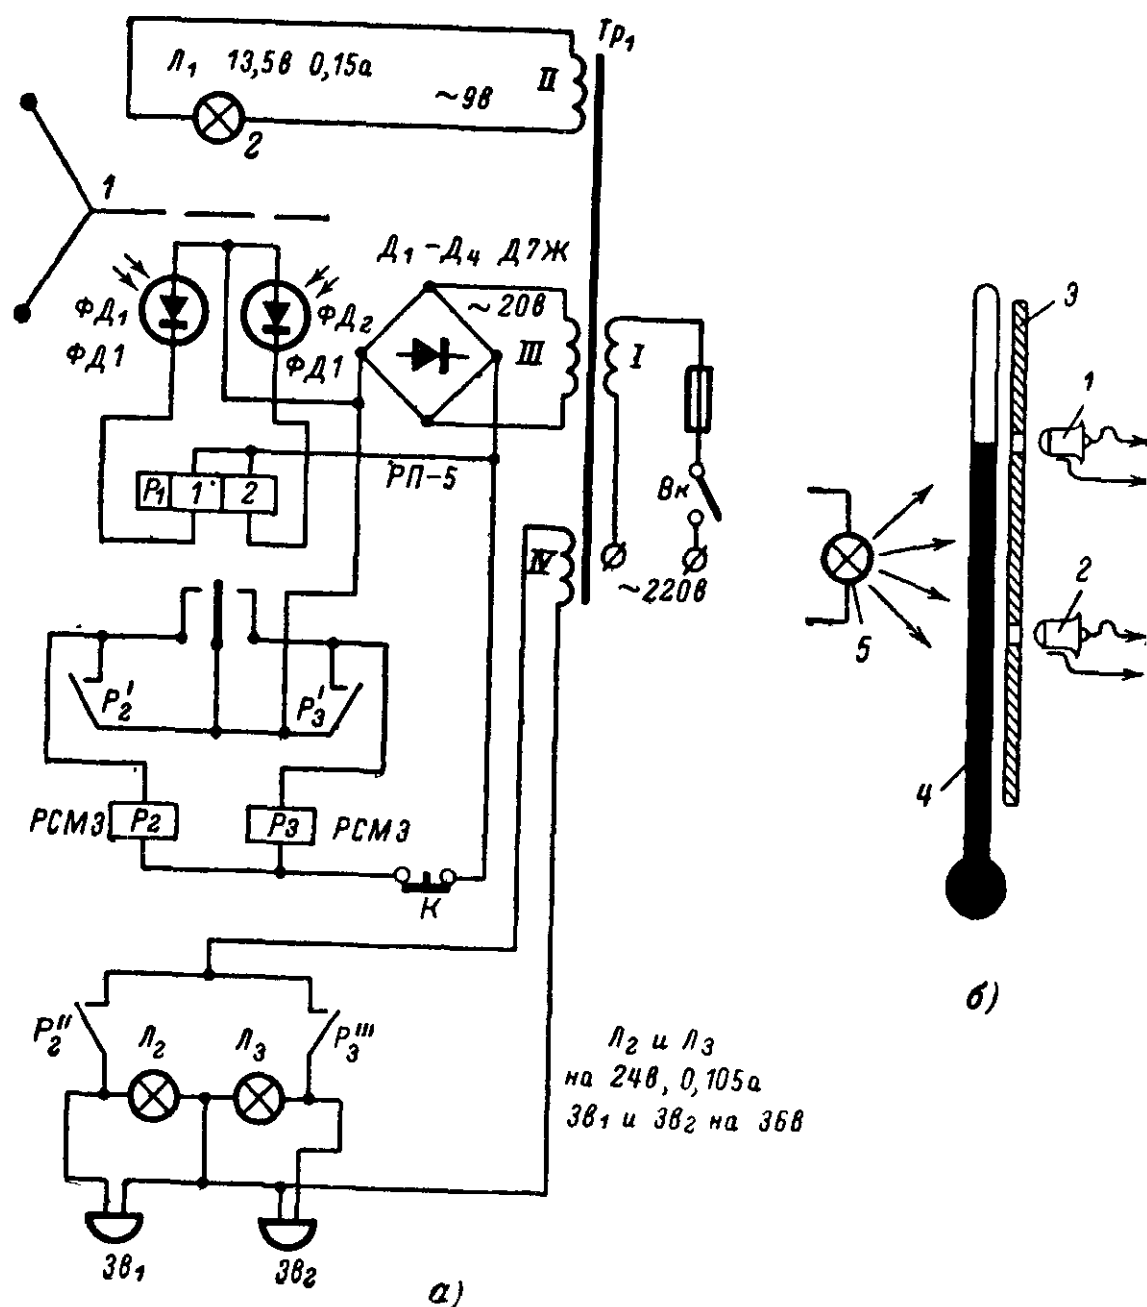 Тр₁
Л₁ 13,5в 0,15а
II
~9в
2
1
Д₁-Д₄ Д7Ж
~20в
ФД₁
ФД1
ФД₂
ФД1
III
I
Р₁ 1 2
РП-5
Вк
IV
~220в
Р₂'
Р₃'
РСМ3 Р2
Р3 РСМ3
К
Р₂''
Л₂
Л₃
Р₃'''
Л₂ и Л₃
на 24в, 0,105а
Зв₁ и Зв₂ на 36в
Зв₁
Зв₂
а)
3
1
2
5
4
б)